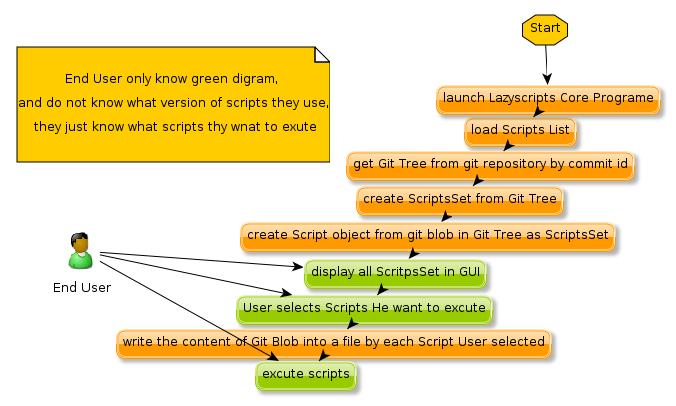 Start
End User only know green digram,
and do not know what version of scripts they use,
they just know what scripts thy wnat to exute
launch Lazyscripts Core Programe
load Scripts List
get Git Tree from git repository by commit id
create ScriptsSet from Git Tree
create Script object from git blob in Git Tree as ScriptsSet
display all ScritpsSet in GUI
End User
User selects Scripts He want to excute
write the content of Git Blob into a file by each Script User selected
excute scripts